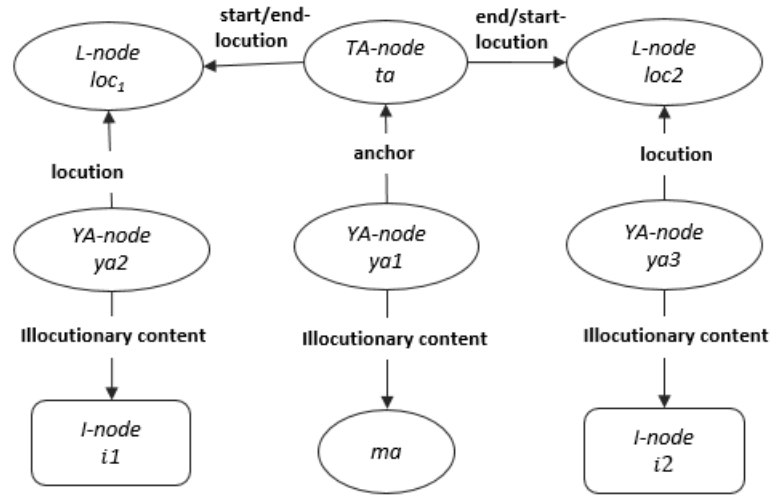 start/end-
locution
end/start-
locution
L-node
loc₁
TA-node
ta
L-node
loc2
locution
anchor
locution
YA-node
ya2
YA-node
ya1
YA-node
ya3
Illocutionary content
Illocutionary content
Illocutionary content
I-node
i1
ma
I-node
i2